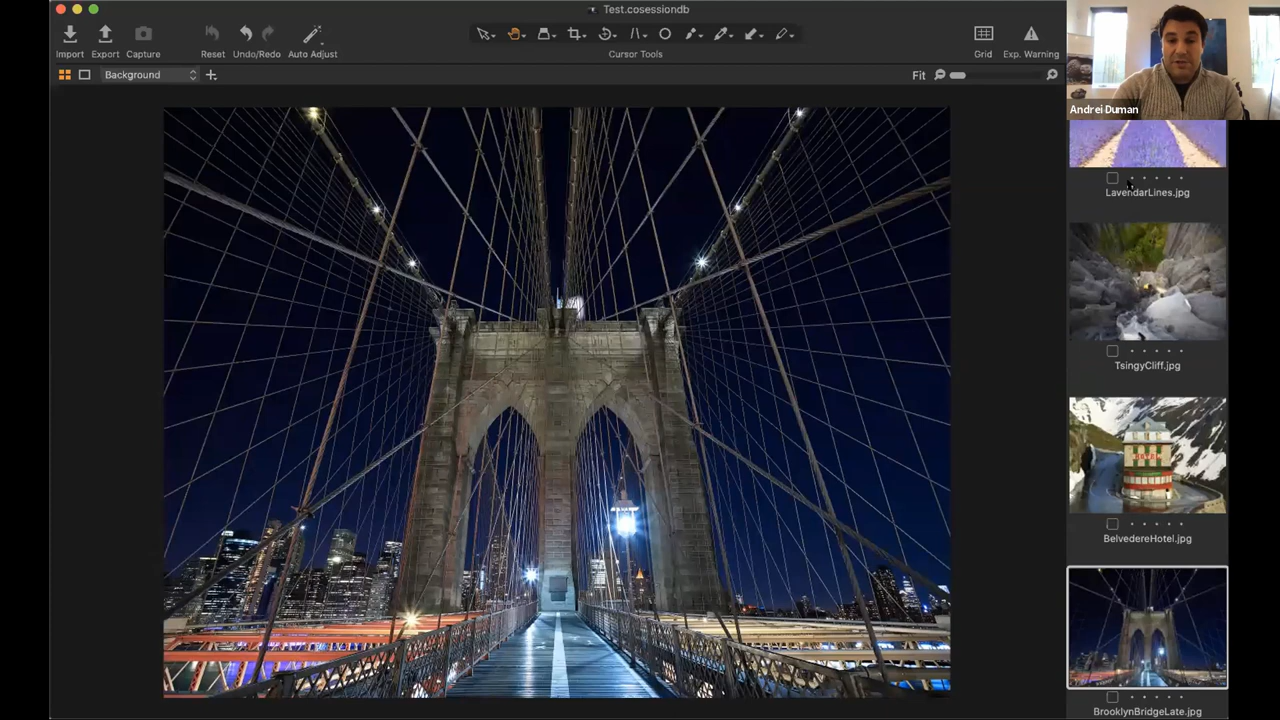 Test.cosessiondb
Import
Export
Capture
Reset
Undo/Redo
Auto Adjust
Cursor Tools
Grid
Exp. Warning
Background
Fit
Andrei Duman
LavendarLines.jpg
TsingyCliff.jpg
HOTEL
BelvedereHotel.jpg
BrooklynBridgeLate.jpg